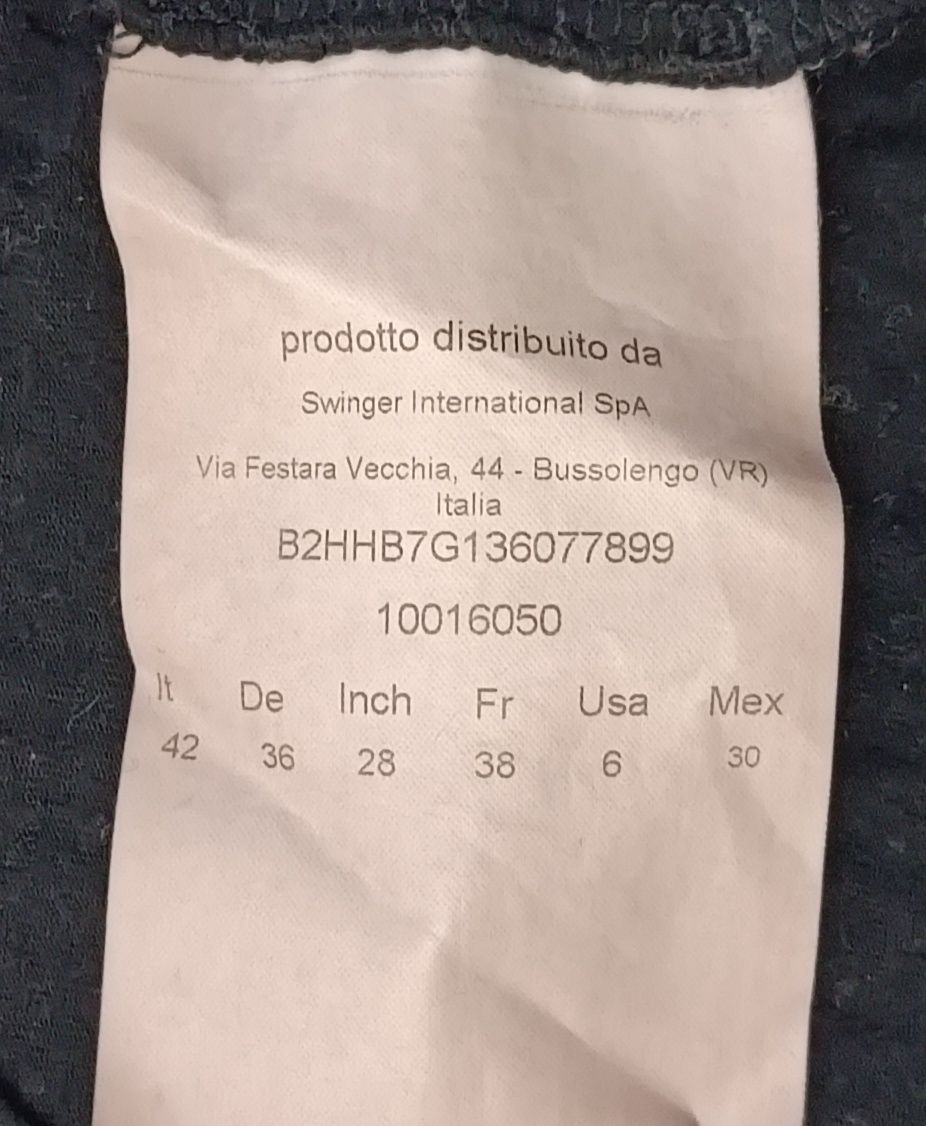 prodotto distribuito da
Swinger International SpA
Via Festara Vecchia, 44 - Bussolengo (VR)
Italia
B2HHB7G136077899
10016050
It De Inch Fr Usa Mex
42 36 28 38 6 30